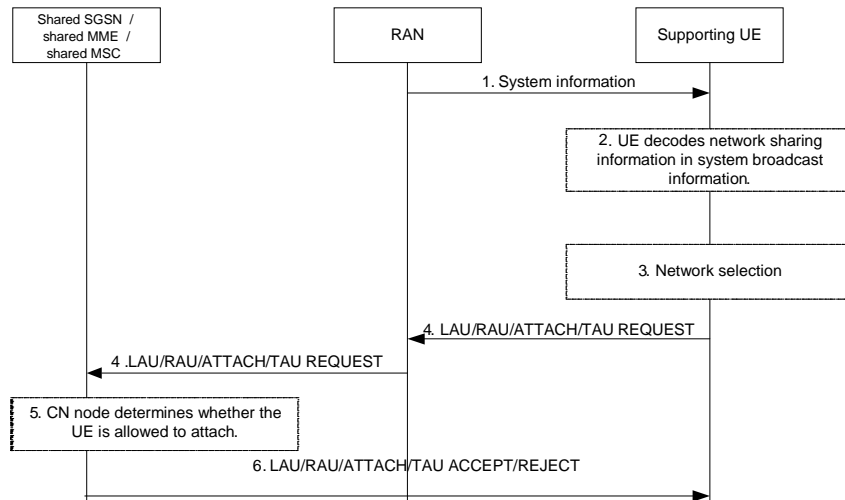 Shared SGSN /
shared MME /
shared MSC
RAN
Supporting UE
1. System information
2. UE decodes network sharing
information in system broadcast
information.
3. Network selection
4. LAU/RAU/ATTACH/TAU REQUEST
4 .LAU/RAU/ATTACH/TAU REQUEST
5. CN node determines whether the
UE is allowed to attach.
6. LAU/RAU/ATTACH/TAU ACCEPT/REJECT